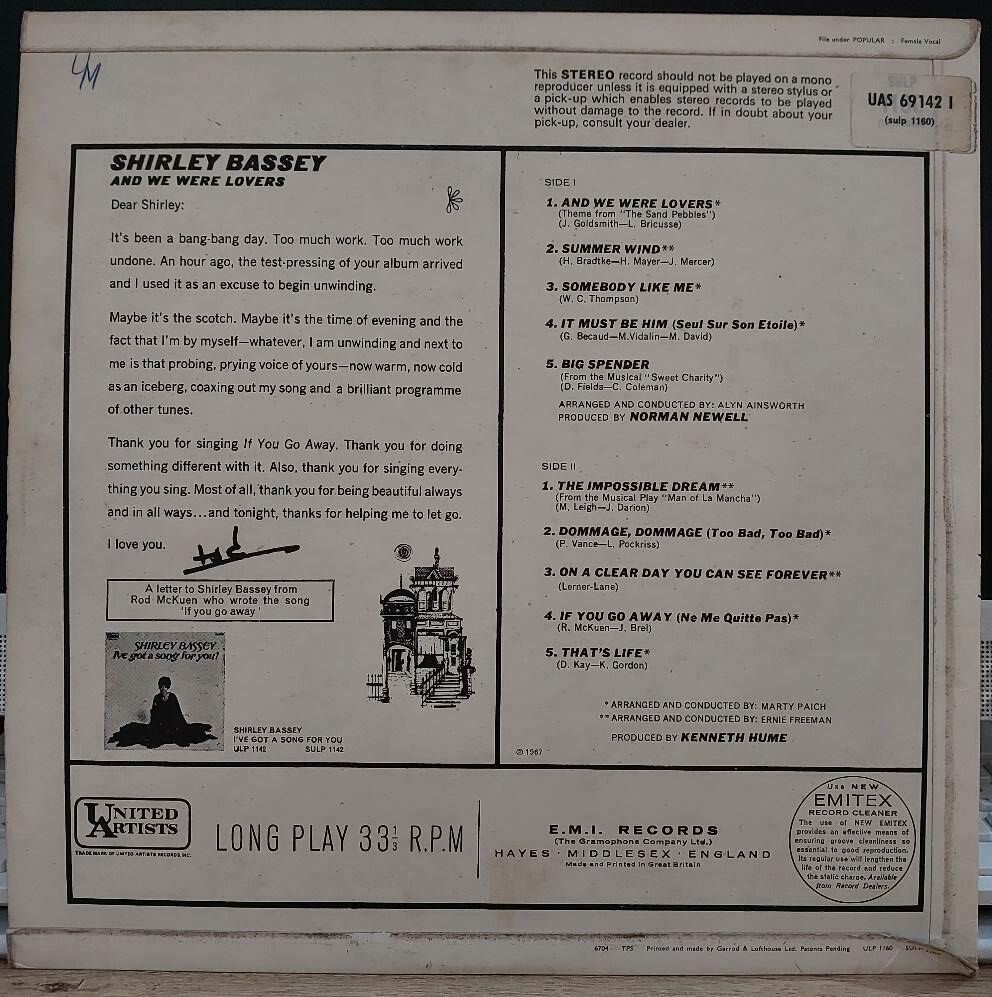 File under POPULAR : Female Vocal
4M
This STEREO record should not be played on a mono
reproducer unless it is equipped with a stereo stylus or
a pick-up which enables stereo records to be played
without damage to the record. If in doubt about your
pick-up, consult your dealer.
SULP
UAS 69142 I
(sulp 1160)
SHIRLEY BASSEY
AND WE WERE LOVERS
Dear Shirley:
It's been a bang-bang day. Too much work. Too much work
undone. An hour ago, the test-pressing of your album arrived
and I used it as an excuse to begin unwinding.
Maybe it's the scotch. Maybe it's the time of evening and the
fact that I'm by myself—whatever, I am unwinding and next to
me is that probing, prying voice of yours—now warm, now cold
as an iceberg, coaxing out my song and a brilliant programme
of other tunes.
Thank you for singing If You Go Away. Thank you for doing
something different with it. Also, thank you for singing every-
thing you sing. Most of all, thank you for being beautiful always
and in all ways...and tonight, thanks for helping me to let go.
I love you.
A letter to Shirley Bassey from
Rod McKuen who wrote the song
'If you go away'
SHIRLEY BASSEY
I've got a song for you!
SHIRLEY BASSEY
I'VE GOT A SONG FOR YOU
ULP 1142 SULP 1142
SIDE I
1. AND WE WERE LOVERS*
(Theme from "The Sand Pebbles")
(J. Goldsmith—L. Bricusse)
2. SUMMER WIND**
(H. Bradtke—H. Mayer—J. Mercer)
3. SOMEBODY LIKE ME*
(W. C. Thompson)
4. IT MUST BE HIM (Seul Sur Son Etoile)*
(G. Becaud—M.Vidalin—M. David)
5. BIG SPENDER
(From the Musical "Sweet Charity")
(D. Fields—C. Coleman)
ARRANGED AND CONDUCTED BY: ALYN AINSWORTH
PRODUCED BY NORMAN NEWELL
SIDE II
1. THE IMPOSSIBLE DREAM**
(From the Musical Play "Man of La Mancha")
(M. Leigh—J. Darion)
2. DOMMAGE, DOMMAGE (Too Bad, Too Bad)*
(P. Vance—L. Pockriss)
3. ON A CLEAR DAY YOU CAN SEE FOREVER**
(Lerner-Lane)
4. IF YOU GO AWAY (Ne Me Quitte Pas)*
(R. McKuen—J. Brel)
5. THAT'S LIFE*
(D. Kay—K. Gordon)
* ARRANGED AND CONDUCTED BY: MARTY PAICH
** ARRANGED AND CONDUCTED BY: ERNIE FREEMAN
PRODUCED BY KENNETH HUME
℗ 1967
UNITED
ARTISTS
TRADE MARK OF UNITED ARTISTS RECORDS, INC.
LONG PLAY 33⅓ R.P.M
E.M.I. RECORDS
(The Gramophone Company Ltd.)
HAYES · MIDDLESEX · ENGLAND
Made and Printed in Great Britain
Use NEW
EMITEX
RECORD CLEANER
The use of NEW EMITEX
provides an effective means of
ensuring groove cleanliness so
essential to good reproduction.
Its regular use will lengthen the
life of the record and reduce
the static charge. Available
from Record Dealers.
6704 TPS Printed and made by Garrod & Lofthouse Ltd. Patents Pending ULP 1160